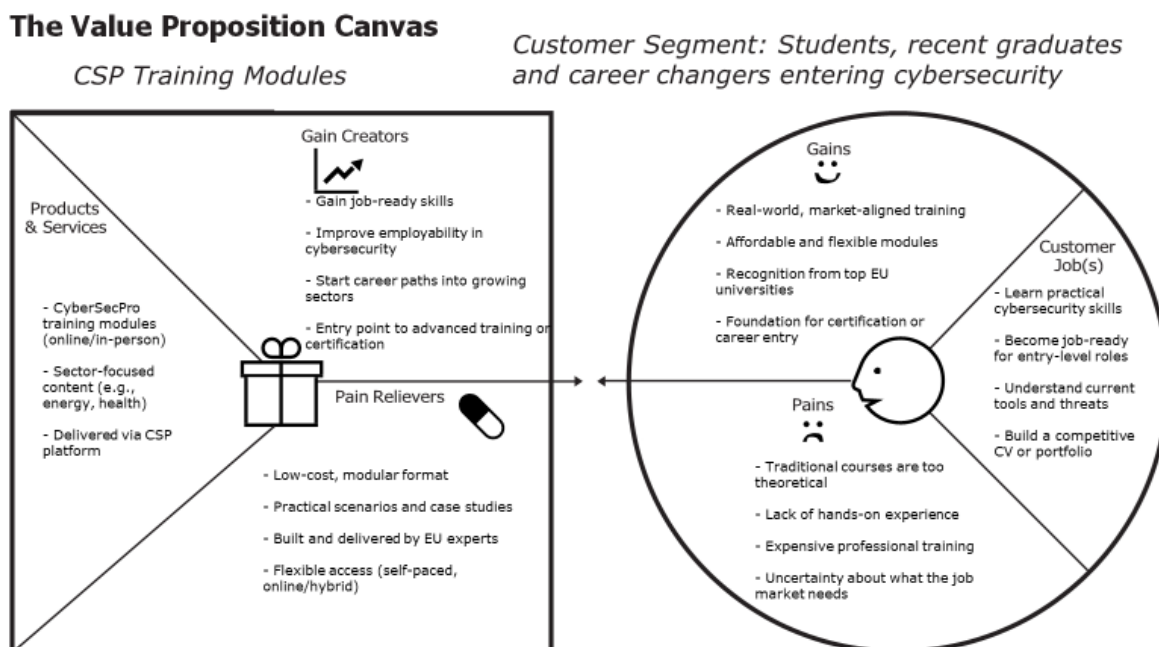 The Value Proposition Canvas
CSP Training Modules
Customer Segment: Students, recent graduates
and career changers entering cybersecurity
Products
& Services
- CyberSecPro
training modules
(online/in-person)
- Sector-focused
content (e.g.,
energy, health)
- Delivered via CSP
platform
Gain Creators
- Gain job-ready skills
- Improve employability in
cybersecurity
- Start career paths into growing
sectors
- Entry point to advanced training or
certification
Pain Relievers
- Low-cost, modular format
- Practical scenarios and case studies
- Built and delivered by EU experts
- Flexible access (self-paced,
online/hybrid)
Gains
- Real-world, market-aligned training
- Affordable and flexible modules
- Recognition from top EU
universities
- Foundation for certification or
career entry
Pains
- Traditional courses are too
theoretical
- Lack of hands-on experience
- Expensive professional training
- Uncertainty about what the job
market needs
Customer
Job(s)
- Learn practical
cybersecurity skills
- Become job-ready
for entry-level roles
- Understand current
tools and threats
- Build a competitive
CV or portfolio